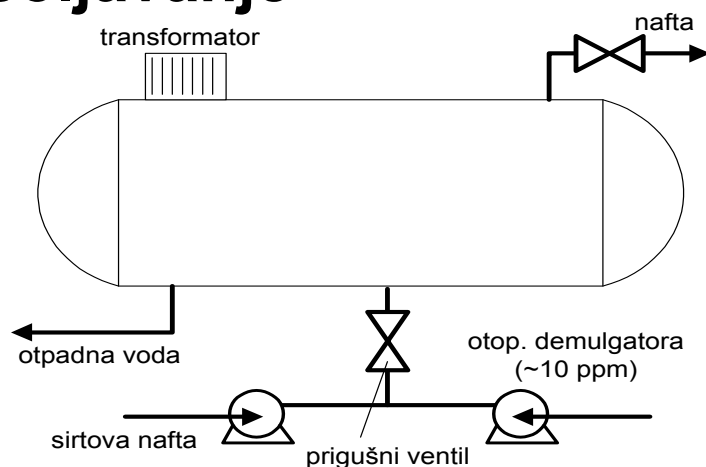 transformator
nafta
otpadna voda
otop. demulgatora
(~10 ppm)
sirtova nafta
prigušni ventil